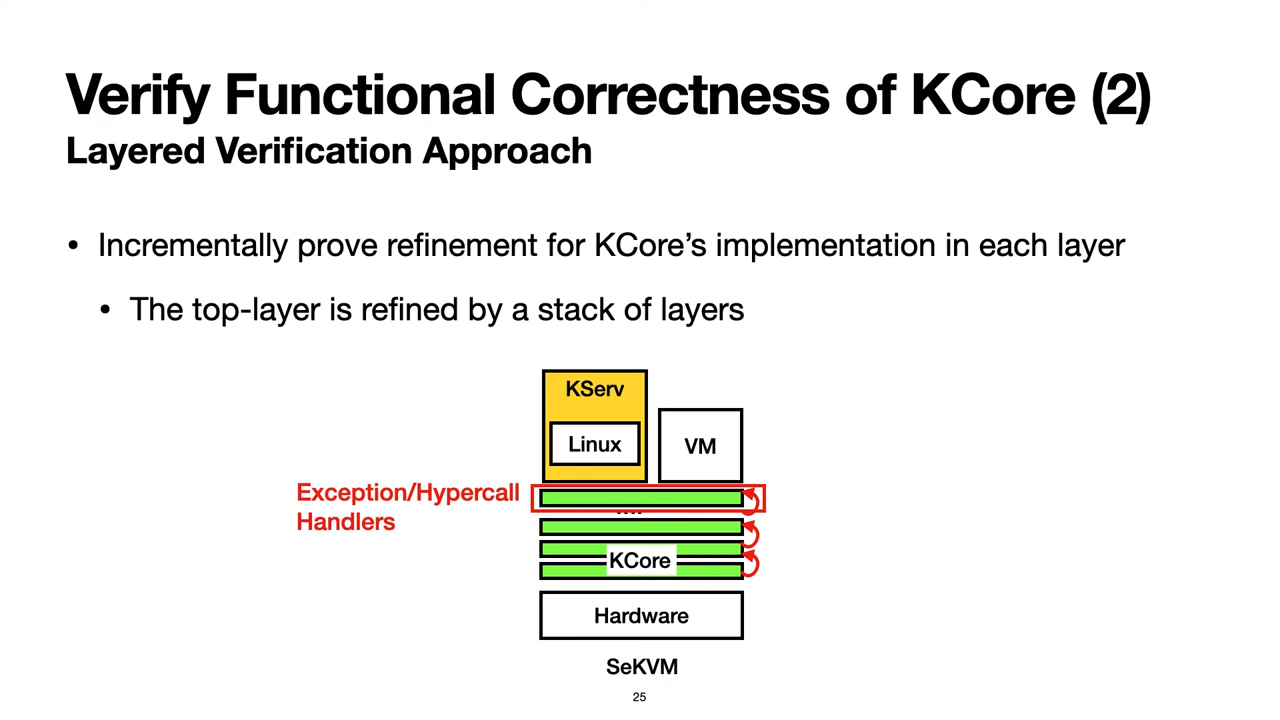 Verify Functional Correctness of KCore (2)
Layered Verification Approach
• Incrementally prove refinement for KCore’s implementation in each layer
• The top-layer is refined by a stack of layers
KServ
Linux
VM
Exception/Hypercall
Handlers
....
KCore
Hardware
SeKVM
25